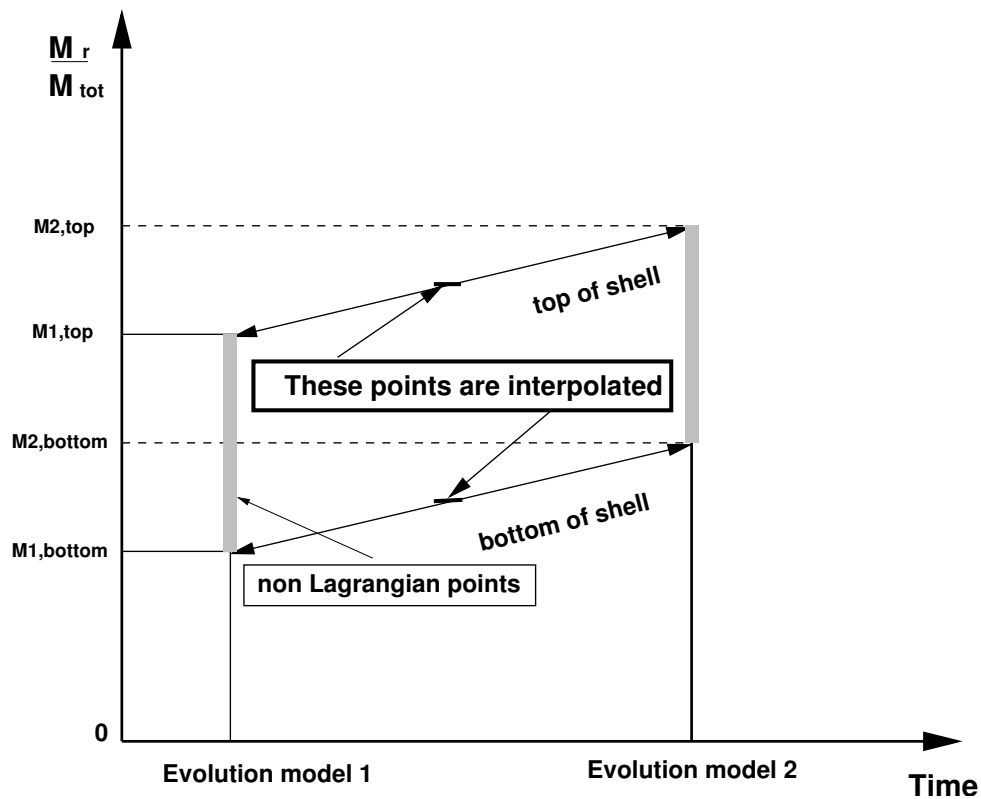 M r
M tot
M2,top
top of shell
M1,top
These points are interpolated
M2,bottom
bottom of shell
M1,bottom
non Lagrangian points
0
Evolution model 1
Evolution model 2
Time